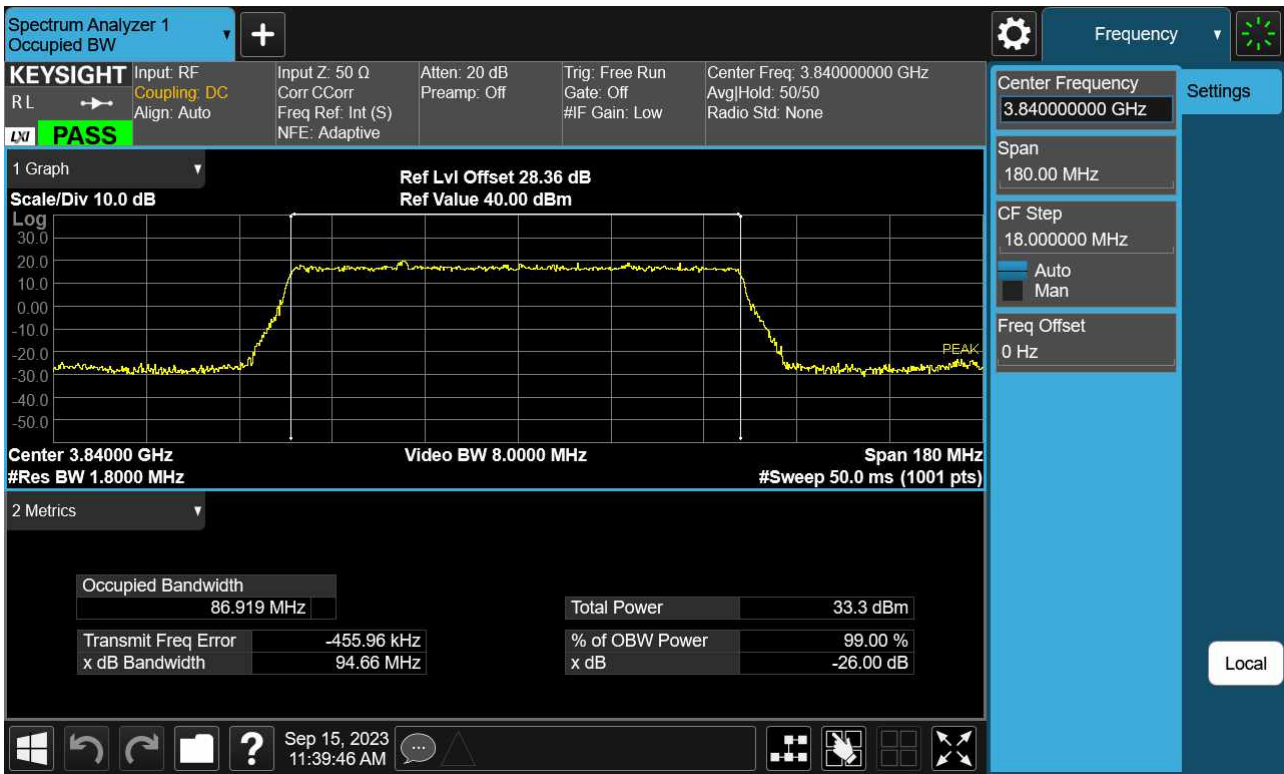 Spectrum Analyzer 1
Occupied BW
+
Frequency
KEYSIGHT
R L
LXI
PASS
Input: RF
Coupling: DC
Align: Auto
Input Z: 50 Ω
Corr CCorr
Freq Ref: Int (S)
NFE: Adaptive
Atten: 20 dB
Preamp: Off
Trig: Free Run
Gate: Off
#IF Gain: Low
Center Freq: 3.840000000 GHz
Avg|Hold: 50/50
Radio Std: None
Center Frequency
3.840000000 GHz
Settings
Span
180.00 MHz
CF Step
18.000000 MHz
Auto
Man
Freq Offset
0 Hz
1 Graph
Scale/Div 10.0 dB
Ref Lvl Offset 28.36 dB
Ref Value 40.00 dBm
Log
30.0
20.0
10.0
0.00
-10.0
-20.0
-30.0
-40.0
-50.0
PEAK
Center 3.84000 GHz
#Res BW 1.8000 MHz
Video BW 8.0000 MHz
Span 180 MHz
#Sweep 50.0 ms (1001 pts)
2 Metrics
Occupied Bandwidth
86.919 MHz
Total Power 33.3 dBm
Transmit Freq Error -455.96 kHz
% of OBW Power 99.00 %
x dB Bandwidth 94.66 MHz
x dB -26.00 dB
Local
?
Sep 15, 2023
11:39:46 AM